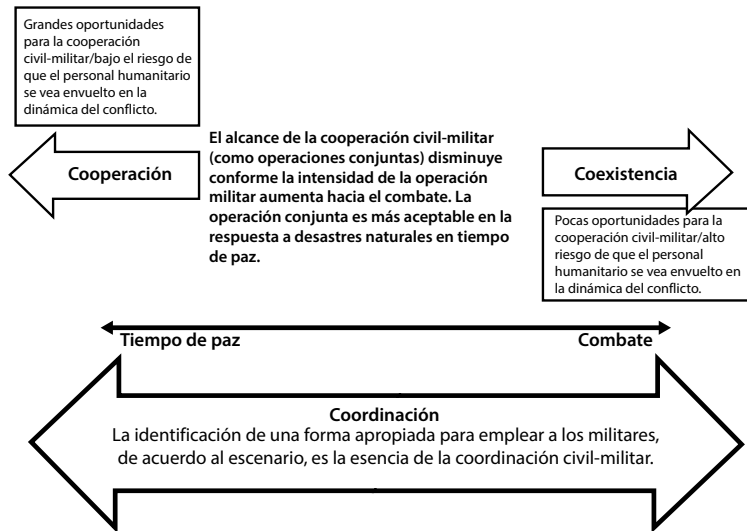 Grandes oportunidades
para la cooperación
civil-militar/bajo el riesgo de
que el personal humanitario
se vea envuelto en la
dinámica del conflicto.
Cooperación
El alcance de la cooperación civil-militar
(como operaciones conjuntas) disminuye
conforme la intensidad de la operación
militar aumenta hacia el combate. La
operación conjunta es más aceptable en la
respuesta a desastres naturales en tiempo
de paz.
Coexistencia
Pocas oportunidades para la
cooperación civil-militar/alto
riesgo de que el personal
humanitario se vea envuelto en
la dinámica del conflicto.
Tiempo de paz
Combate
Coordinación
La identificación de una forma apropiada para emplear a los militares,
de acuerdo al escenario, es la esencia de la coordinación civil-militar.